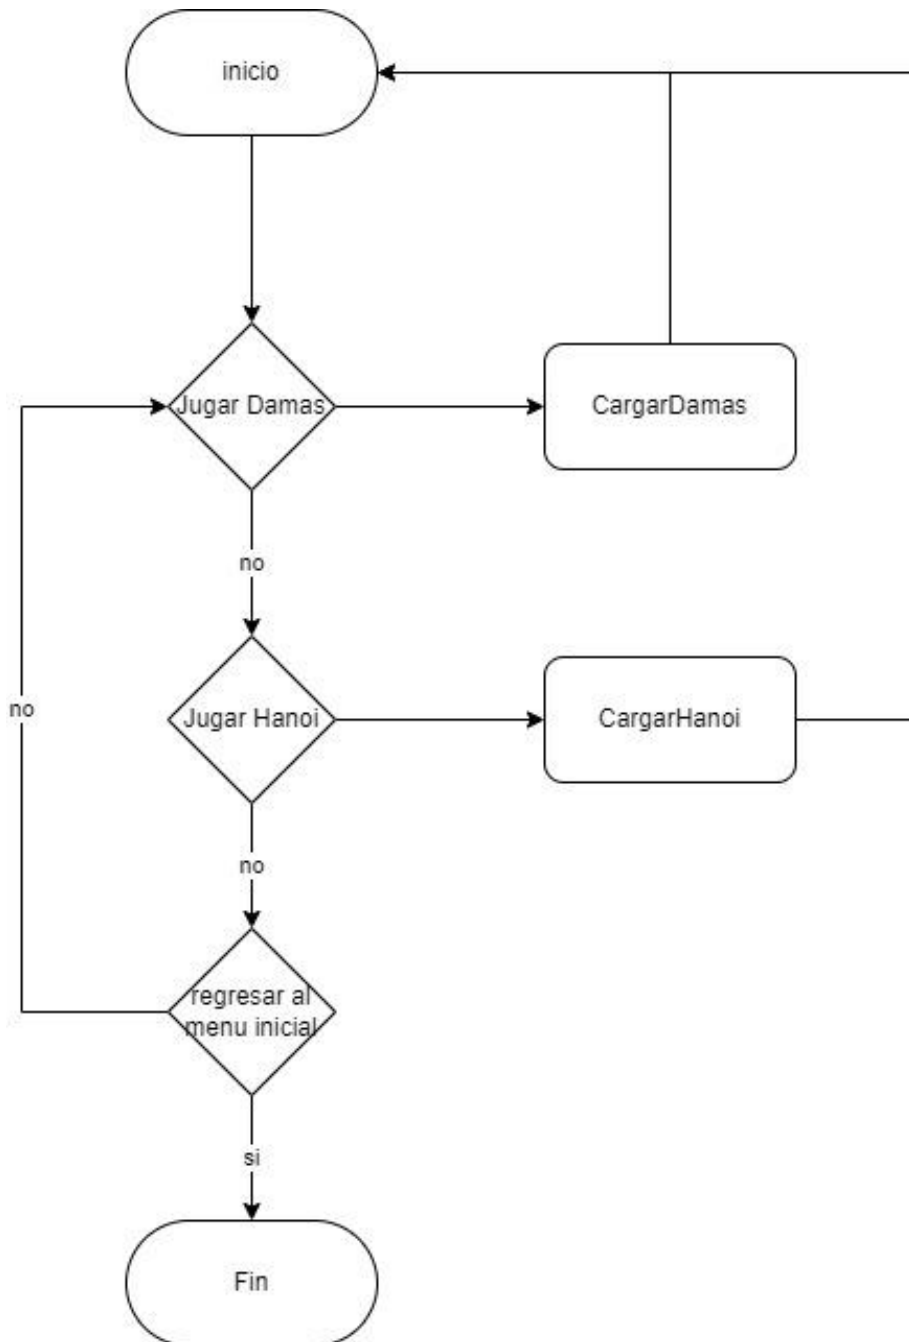 inicio
Jugar Damas
CargarDamas
no
Jugar Hanoi
CargarHanoi
no
no
regresar al
menu inicial
si
Fin